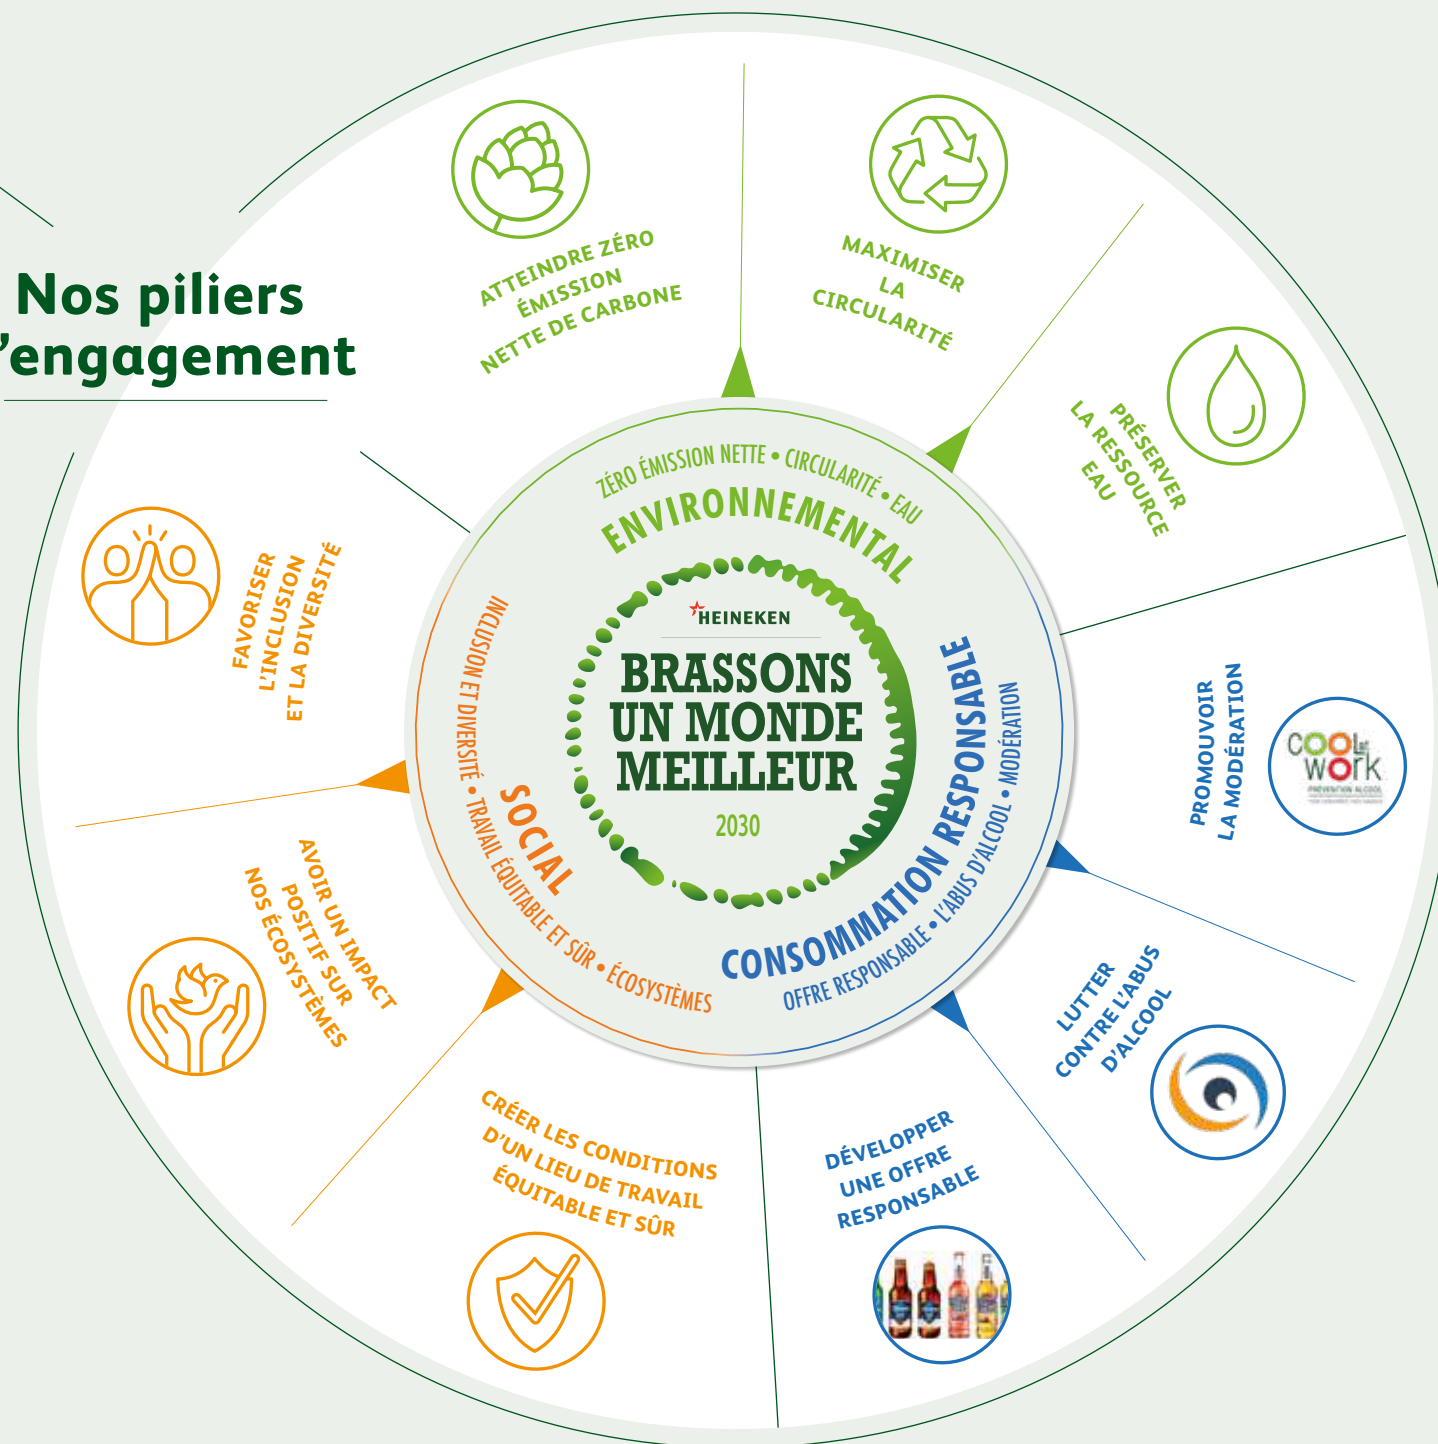 Nos piliers
'engagement
ATTEINDRE ZÉRO
ÉMISSION
NETTE DE CARBONE
MAXIMISER
LA
CIRCULARITÉ
PRÉSERVER
LA RESSOURCE
EAU
PROMOUVOIR
LA MODÉRATION
COOL at
work
PRÉVENTION ALCOOL
LUTTER
CONTRE L'ABUS
D'ALCOOL
DÉVELOPPER
UNE OFFRE
RESPONSABLE
CRÉER LES CONDITIONS
D'UN LIEU DE TRAVAIL
ÉQUITABLE ET SÛR
AVOIR UN IMPACT
POSITIF SUR
NOS ÉCOSYSTÈMES
FAVORISER
L'INCLUSION
ET LA DIVERSITÉ
ZÉRO ÉMISSION NETTE • CIRCULARITÉ • EAU
ENVIRONNEMENTAL
CONSOMMATION RESPONSABLE
OFFRE RESPONSABLE • L'ABUS D'ALCOOL • MODÉRATION
SOCIAL
INCLUSION ET DIVERSITÉ • TRAVAIL ÉQUITABLE ET SÛR • ÉCOSYSTÈMES
HEINEKEN
BRASSONS
UN MONDE
MEILLEUR
2030